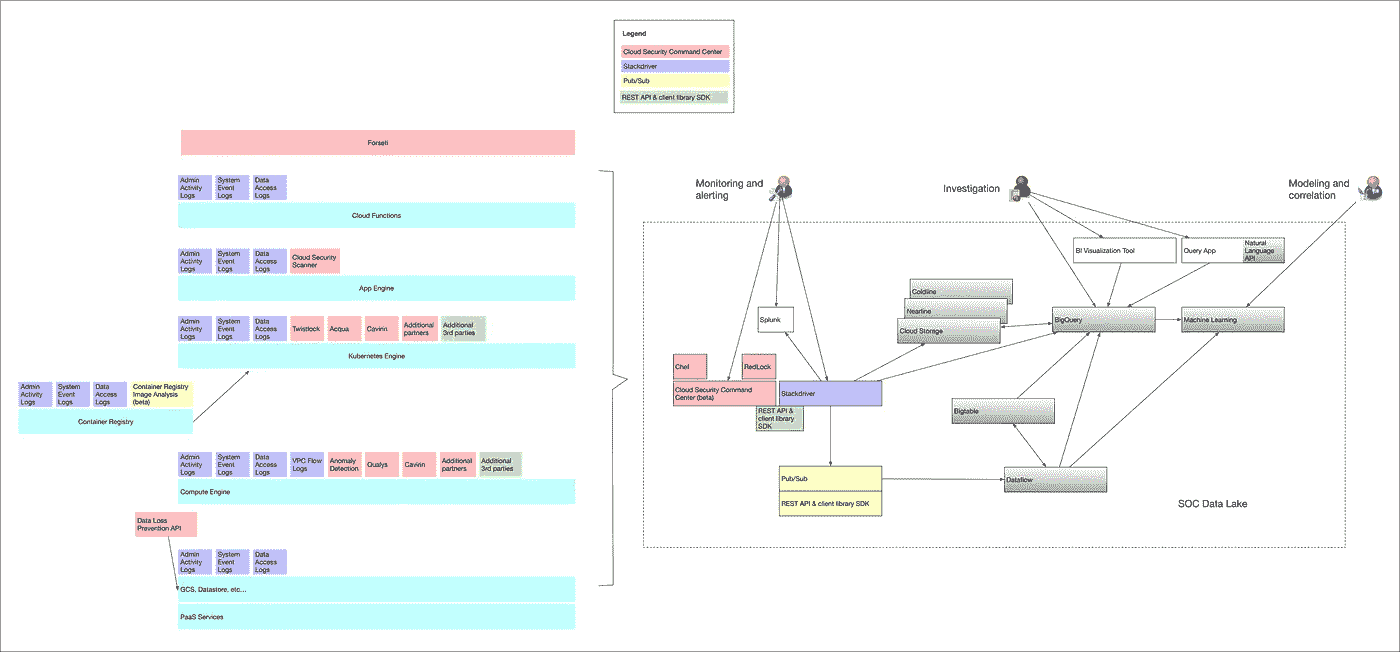 Legend
Cloud Security Command Center
Stackdriver
Pub/Sub
REST API & client library SDK
Forseti
Admin
Activity
Logs
System
Event
Logs
Data
Access
Logs
Cloud Functions
Admin
Activity
Logs
System
Event
Logs
Data
Access
Logs
Cloud Security
Scanner
App Engine
Admin
Activity
Logs
System
Event
Logs
Data
Access
Logs
Twistlock
Acqua
Cavirin
Additional
partners
Additional
3rd parties
Kubernetes Engine
Admin
Activity
Logs
System
Event
Logs
Data
Access
Logs
Container Registry
Image Analysis
(beta)
Container Registry
Admin
Activity
Logs
System
Event
Logs
Data
Access
Logs
VPC Flow
Logs
Anomaly
Detection
Qualys
Cavirin
Additional
partners
Additional
3rd parties
Compute Engine
Data Loss
Prevention API
Admin
Activity
Logs
System
Event
Logs
Data
Access
Logs
GCS, Datastore, etc...
PaaS Services
Monitoring and
alerting
Investigation
Modeling and
correlation
BI Visualization Tool
Query App
Natural
Language
API
Coldline
Nearline
Cloud Storage
Splunk
BigQuery
Machine Learning
Chef
RedLock
Cloud Security Command
Center (beta)
Stackdriver
REST API &
client library
SDK
Bigtable
Pub/Sub
REST API & client library SDK
Dataflow
SOC Data Lake